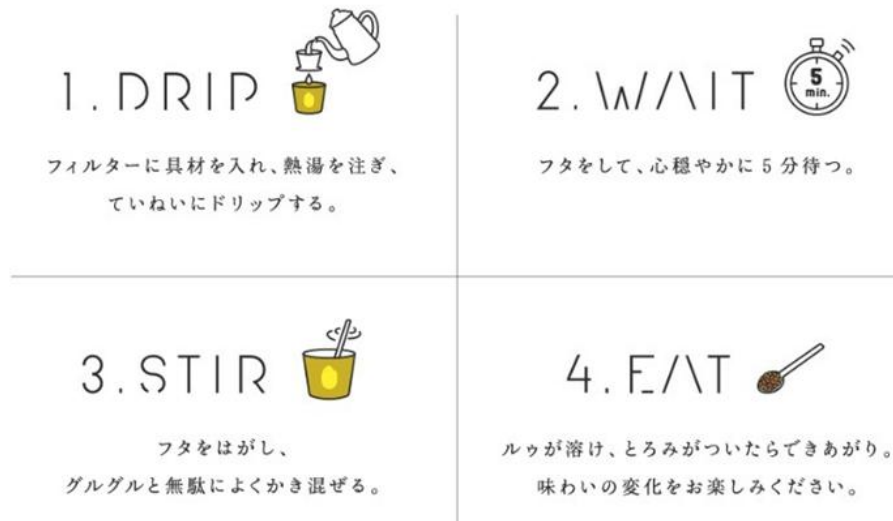 1.DRIP
フィルターに具材を入れ、熱湯を注ぎ、
ていねいにドリップする。
2.WAIT
5
min.
フタをして、心穏やかに5分待つ。
3.STIR
フタをはがし、
グルグルと無駄によくかき混ぜる。
4.EAT
ルゥが溶け、とろみがついたらできあがり。
味わいの変化をお楽しみください。